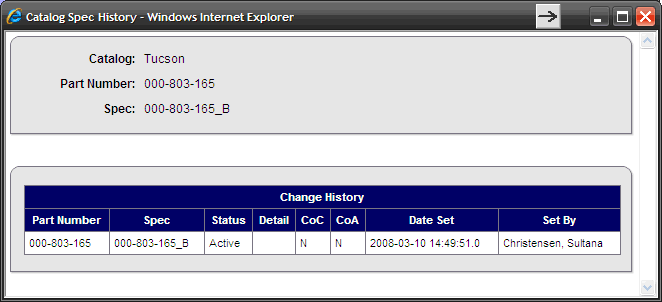 Catalog Spec History - Windows Internet Explorer
Catalog: Tucson
Part Number: 000-803-165
Spec: 000-803-165_B
Change History
Part Number Spec Status Detail CoC CoA Date Set Set By
000-803-165 000-803-165_B Active N N 2008-03-10 14:49:51.0 Christensen, Sultana